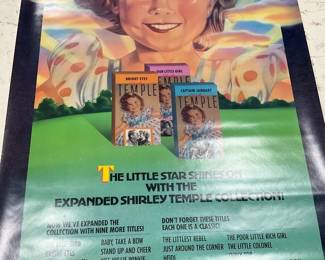 OUR LITTLE GIRL
BRIGHT EYES
TEMPLE
CAPTAIN JANUARY
TEMPLE
THE LITTLE STAR SHINES ON
WITH THE
EXPANDED SHIRLEY TEMPLE COLLECTION!
NOW WE'VE EXPANDED THE
COLLECTION WITH NINE MORE TITLES!
DON'T FORGET THESE TITLES
EACH ONE IS A CLASSIC!
BABY, TAKE A BOW
STAND UP AND CHEER
THE LITTLEST REBEL
JUST AROUND THE CORNER
HEIDI
THE POOR LITTLE RICH GIRL
THE LITTLE COLONEL